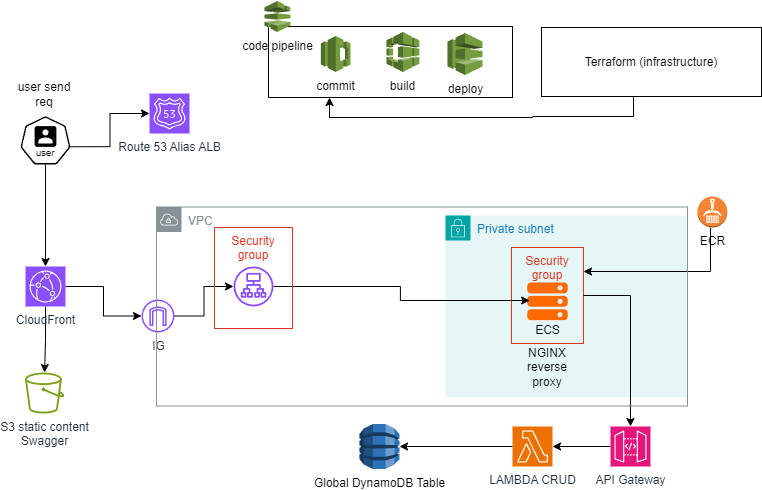 code pipeline
commit
build
deploy
Terraform (infrastructure)
user send
req
user
53
Route 53 Alias ALB
VPC
Security
group
Private subnet
ECR
Security
group
ECS
NGINX
reverse
proxy
CloudFront
IG
S3 static content
Swagger
Global DynamoDB Table
LAMBDA CRUD
API Gateway